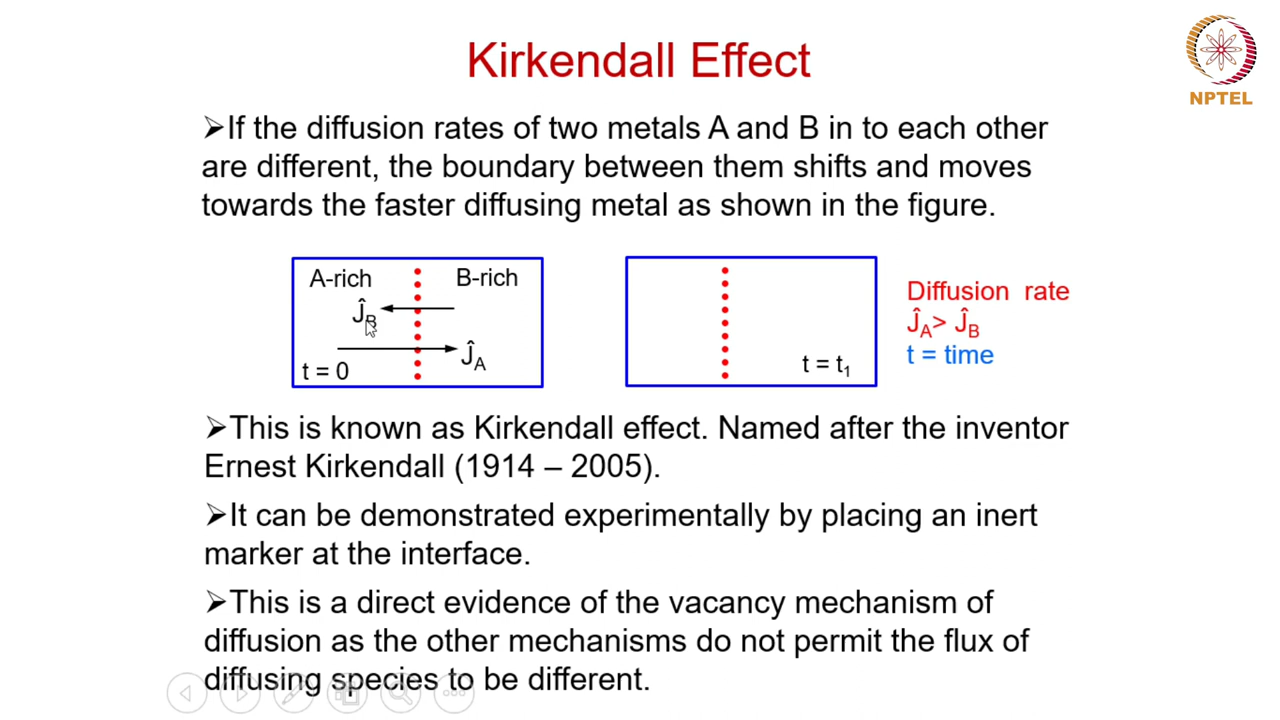 Kirkendall Effect
NPTEL
➢If the diffusion rates of two metals A and B in to each other
are different, the boundary between them shifts and moves
towards the faster diffusing metal as shown in the figure.
A-rich
B-rich
Ĵ_B
Ĵ_A
t = 0
t = t₁
Diffusion rate
Ĵ_A> Ĵ_B
t = time
➢This is known as Kirkendall effect. Named after the inventor
Ernest Kirkendall (1914 – 2005).
➢It can be demonstrated experimentally by placing an inert
marker at the interface.
➢This is a direct evidence of the vacancy mechanism of
diffusion as the other mechanisms do not permit the flux of
diffusing species to be different.